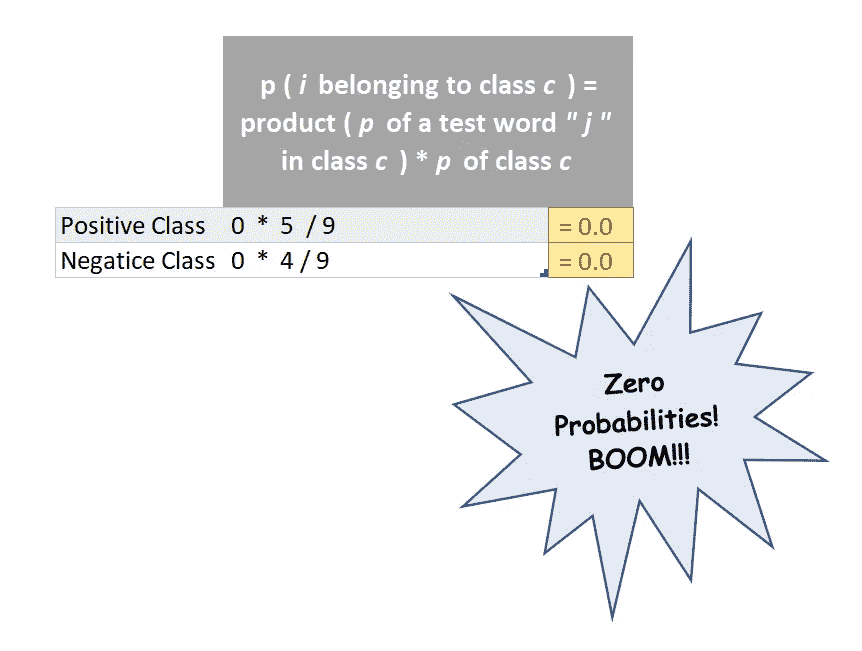 p ( i belonging to class c ) =
product ( p of a test word " j "
in class c ) * p of class c
Positive Class 0 * 5 / 9 = 0.0
Negatice Class 0 * 4 / 9 = 0.0
Zero
Probabilities!
BOOM!!!